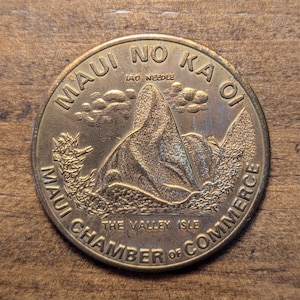 MAUI NO KA OI
IAO NEEDLE
THE VALLEY ISLE
MAUI CHAMBER OF COMMERCE